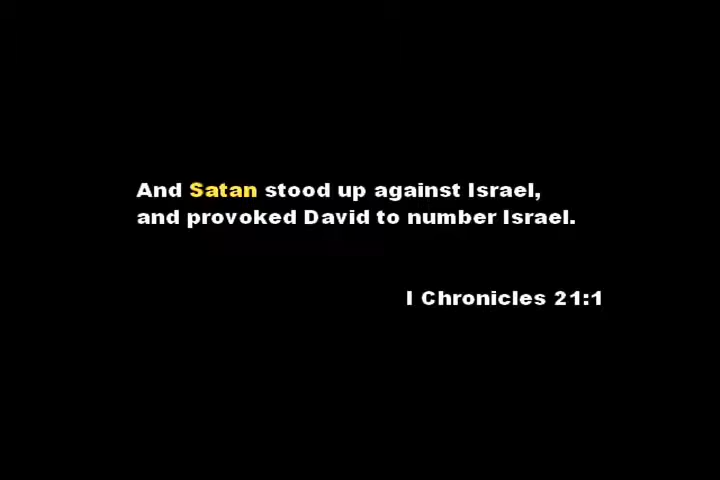 And Satan stood up against Israel,
and provoked David to number Israel.
I Chronicles 21:1